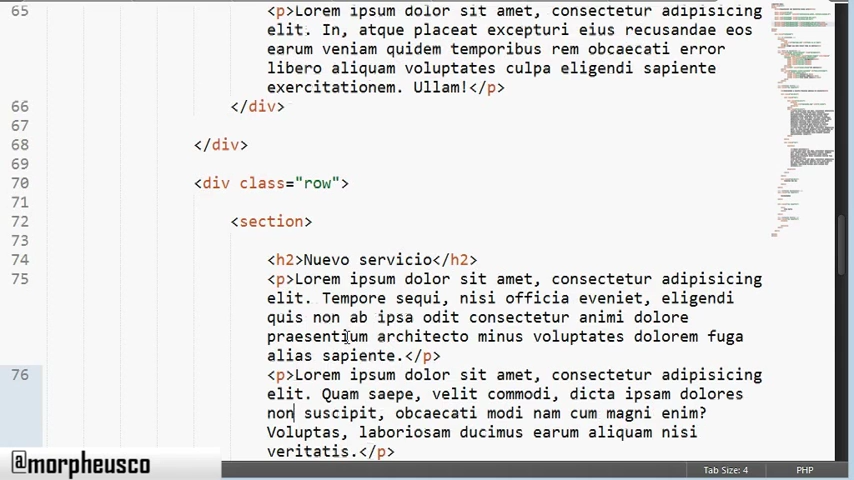 65 <p>Lorem ipsum dolor sit amet, consectetur adipisicing
elit. In, atque placeat excepturi eius recusandae eos
earum veniam quidem temporibus rem obcaecati error
libero aliquam voluptates culpa eligendi sapiente
exercitationem. Ullam!</p>
66 </div>
67
68 </div>
69
70 <div class="row">
71
72 <section>
73
74 <h2>Nuevo servicio</h2>
75 <p>Lorem ipsum dolor sit amet, consectetur adipisicing
elit. Tempore sequi, nisi officia eveniet, eligendi
quis non ab ipsa odit consectetur animi dolore
praesentium architecto minus voluptates dolorem fuga
alias sapiente.</p>
76 <p>Lorem ipsum dolor sit amet, consectetur adipisicing
elit. Quam saepe, velit commodi, dicta ipsam dolores
non suscipit, obcaecati modi nam cum magni enim?
Voluptas, laboriosam ducimus earum aliquam nisi
veritatis.</p>
@morpheusco
Tab Size: 4 PHP